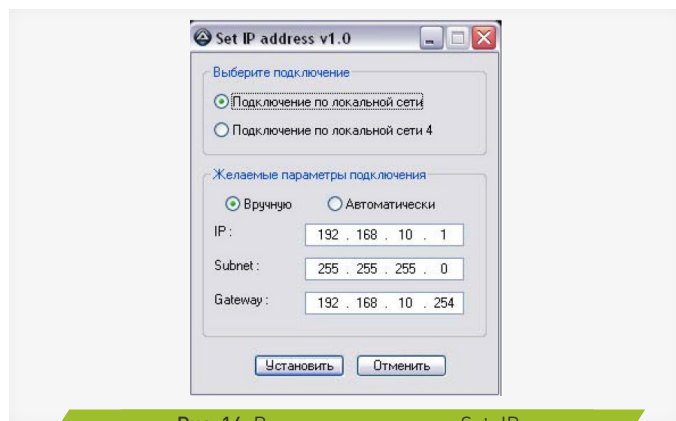 Set IP address v1.0
Выберите подключение
Подключение по локальной сети
Подключение по локальной сети 4
Желаемые параметры подключения
Вручную Автоматически
IP : 192 . 168 . 10 . 1
Subnet : 255 . 255 . 255 . 0
Gateway : 192 . 168 . 10 . 254
Установить Отменить